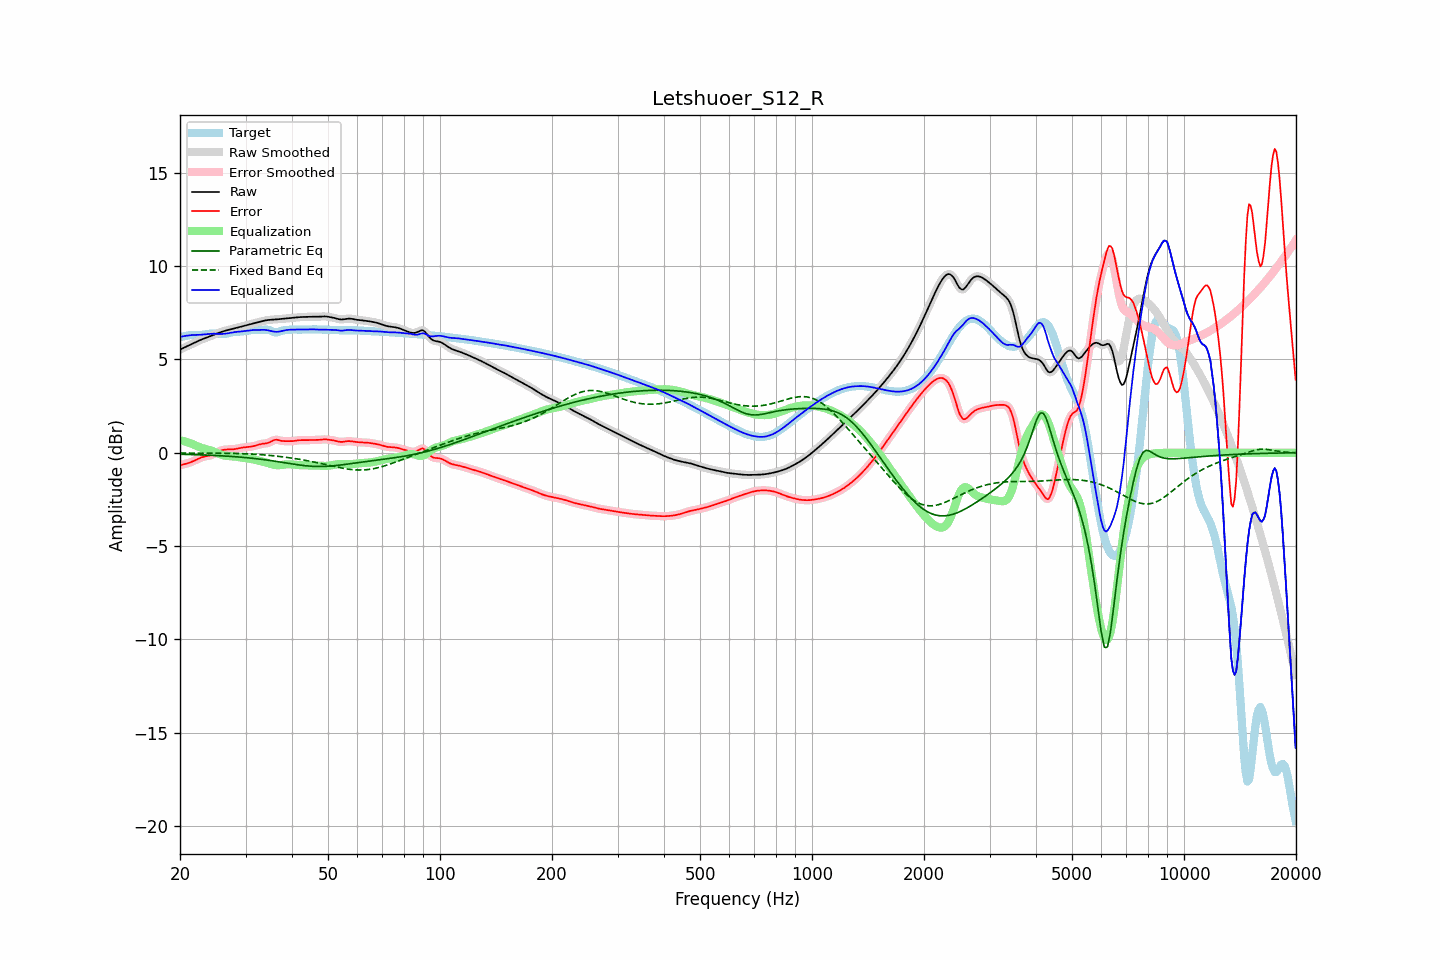 Letshuoer_S12_R
Target
Raw Smoothed
Error Smoothed
Raw
Error
Equalization
Parametric Eq
Fixed Band Eq
Equalized
Amplitude (dBr)
15
10
5
0
−5
−10
−15
−20
20 50 100 200 500 1000 2000 5000 10000 20000
Frequency (Hz)